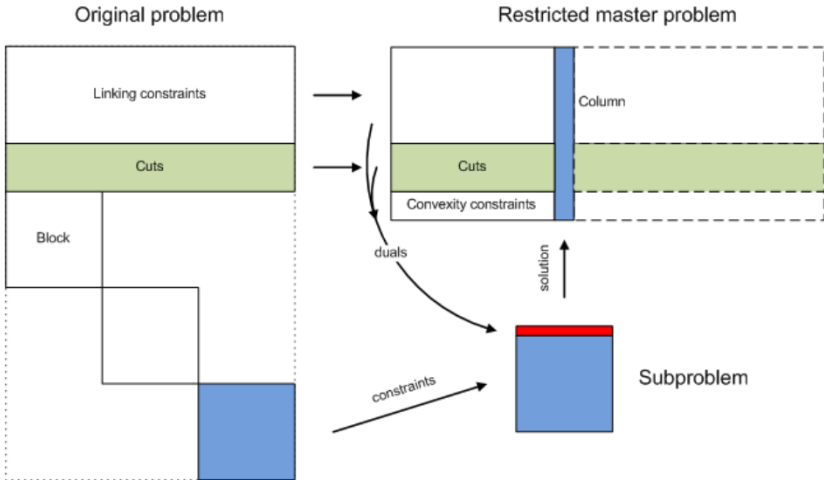 Original problem
Restricted master problem
Linking constraints
Column
Cuts
Cuts
Convexity constraints
Block
duals
solution
constraints
Subproblem